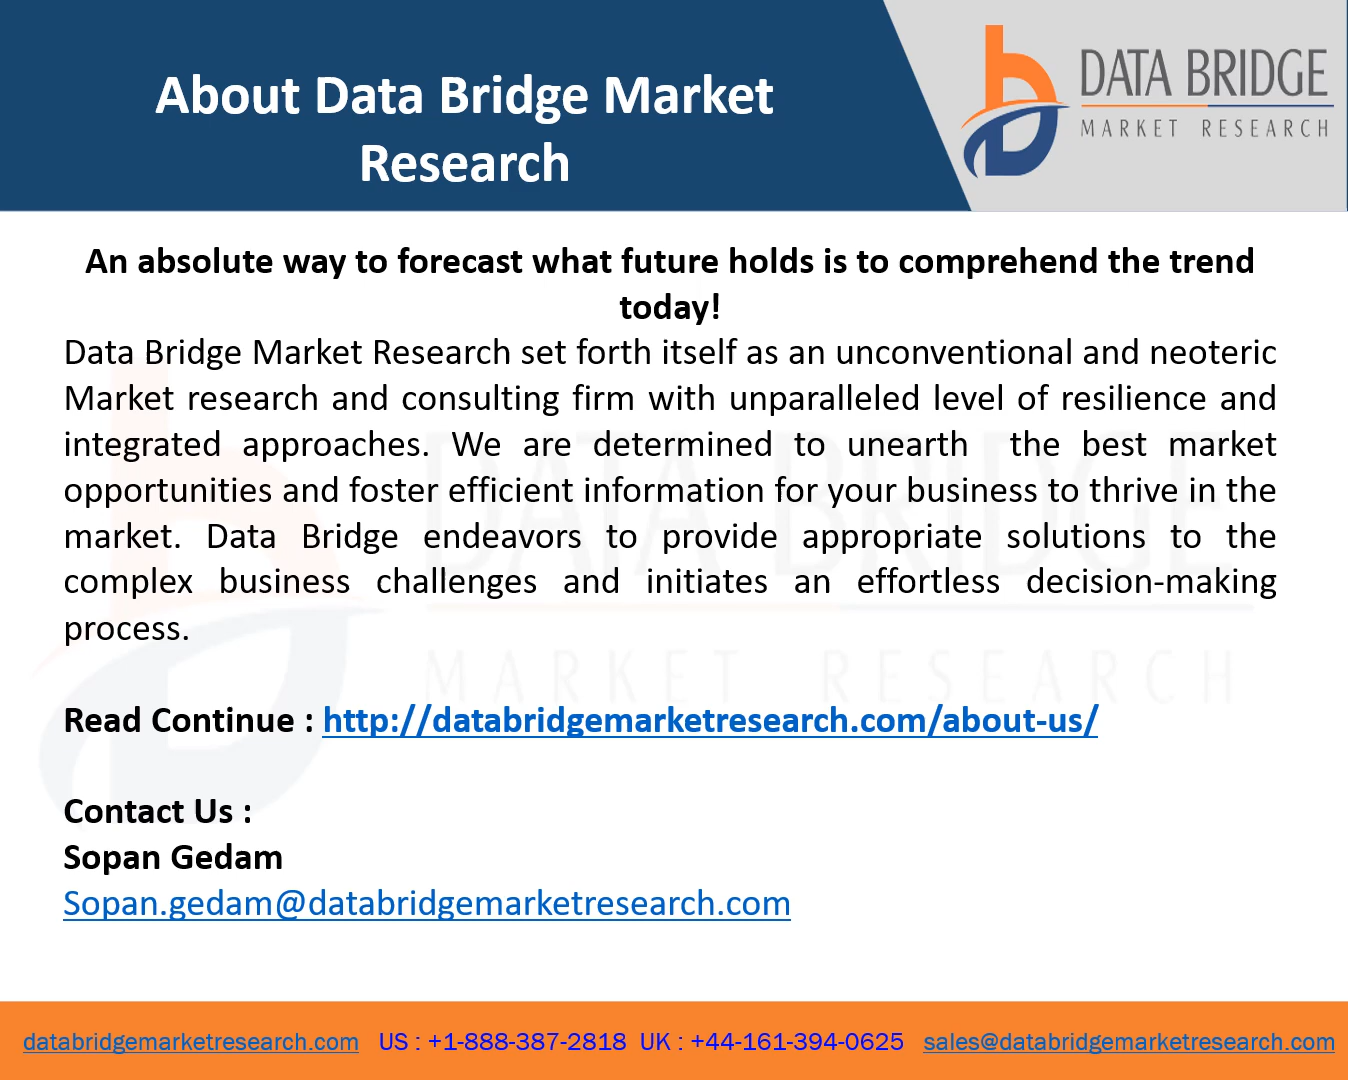 About Data Bridge Market
Research
DATA BRIDGE
MARKET RESEARCH
An absolute way to forecast what future holds is to comprehend the trend
today!
Data Bridge Market Research set forth itself as an unconventional and neoteric
Market research and consulting firm with unparalleled level of resilience and
integrated approaches. We are determined to unearth the best market
opportunities and foster efficient information for your business to thrive in the
market. Data Bridge endeavors to provide appropriate solutions to the
complex business challenges and initiates an effortless decision-making
process.
DATA BRIDGE
MARKET RESEARCH
Read Continue : http://databridgemarketresearch.com/about-us/
Contact Us :
Sopan Gedam
Sopan.gedam@databridgemarketresearch.com
databridgemarketresearch.com US : +1-888-387-2818 UK : +44-161-394-0625 sales@databridgemarketresearch.com